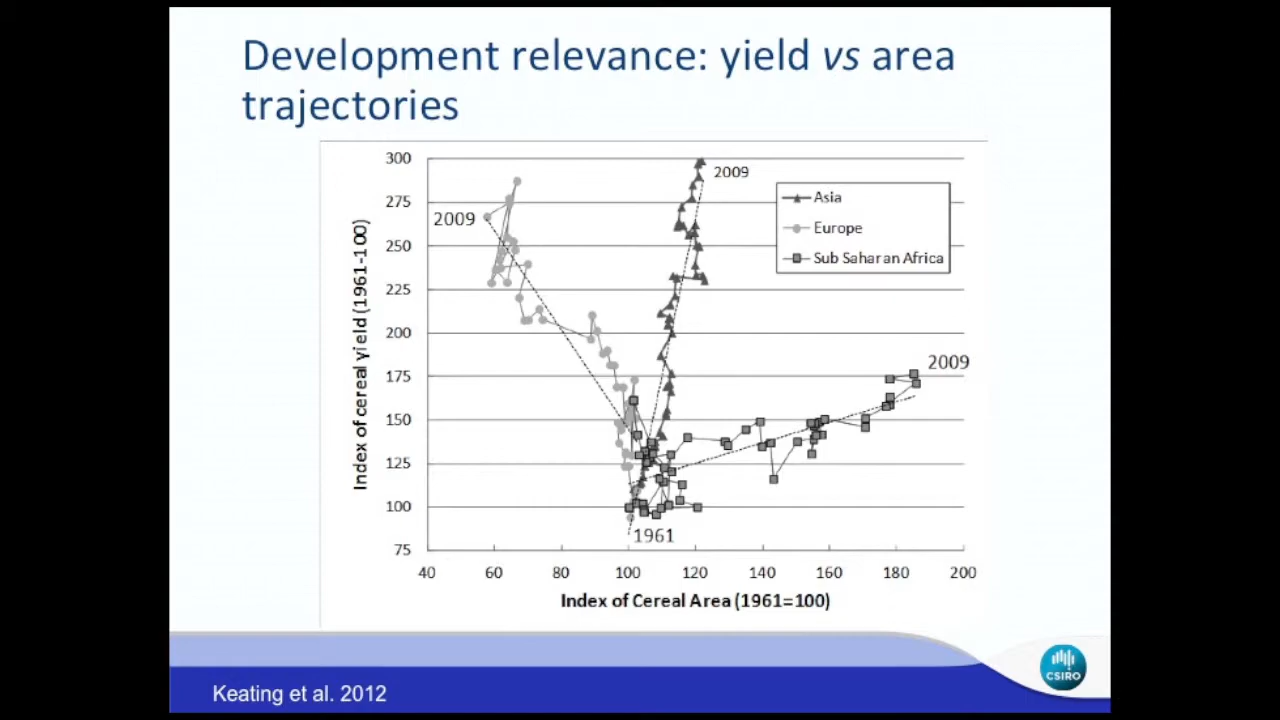 Development relevance: yield vs area
trajectories
300
275
250
225
200
175
150
125
100
75
40 60 80 100 120 140 160 180 200
Index of cereal yield (1961-100)
Index of Cereal Area (1961=100)
2009
2009
2009
1961
Asia
Europe
Sub Saharan Africa
Keating et al. 2012
CSIRO